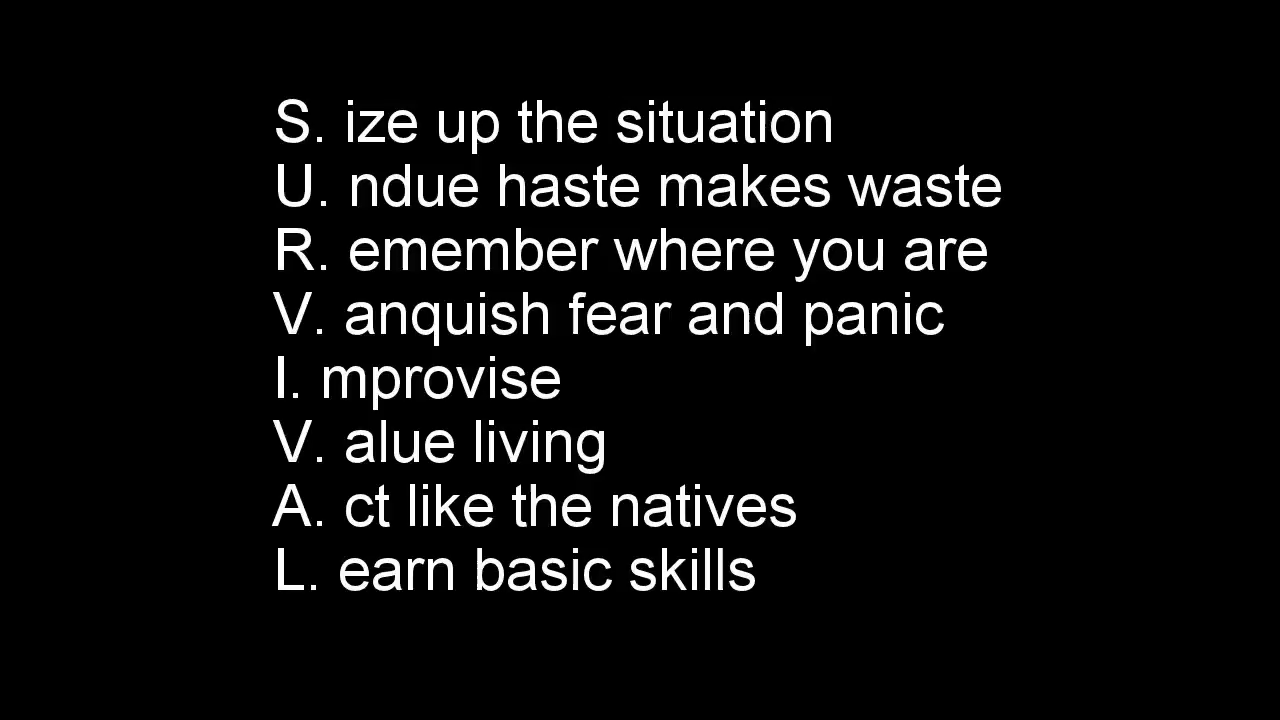 S. ize up the situation
U. ndue haste makes waste
R. emember where you are
V. anquish fear and panic
I. mprovise
V. alue living
A. ct like the natives
L. earn basic skills